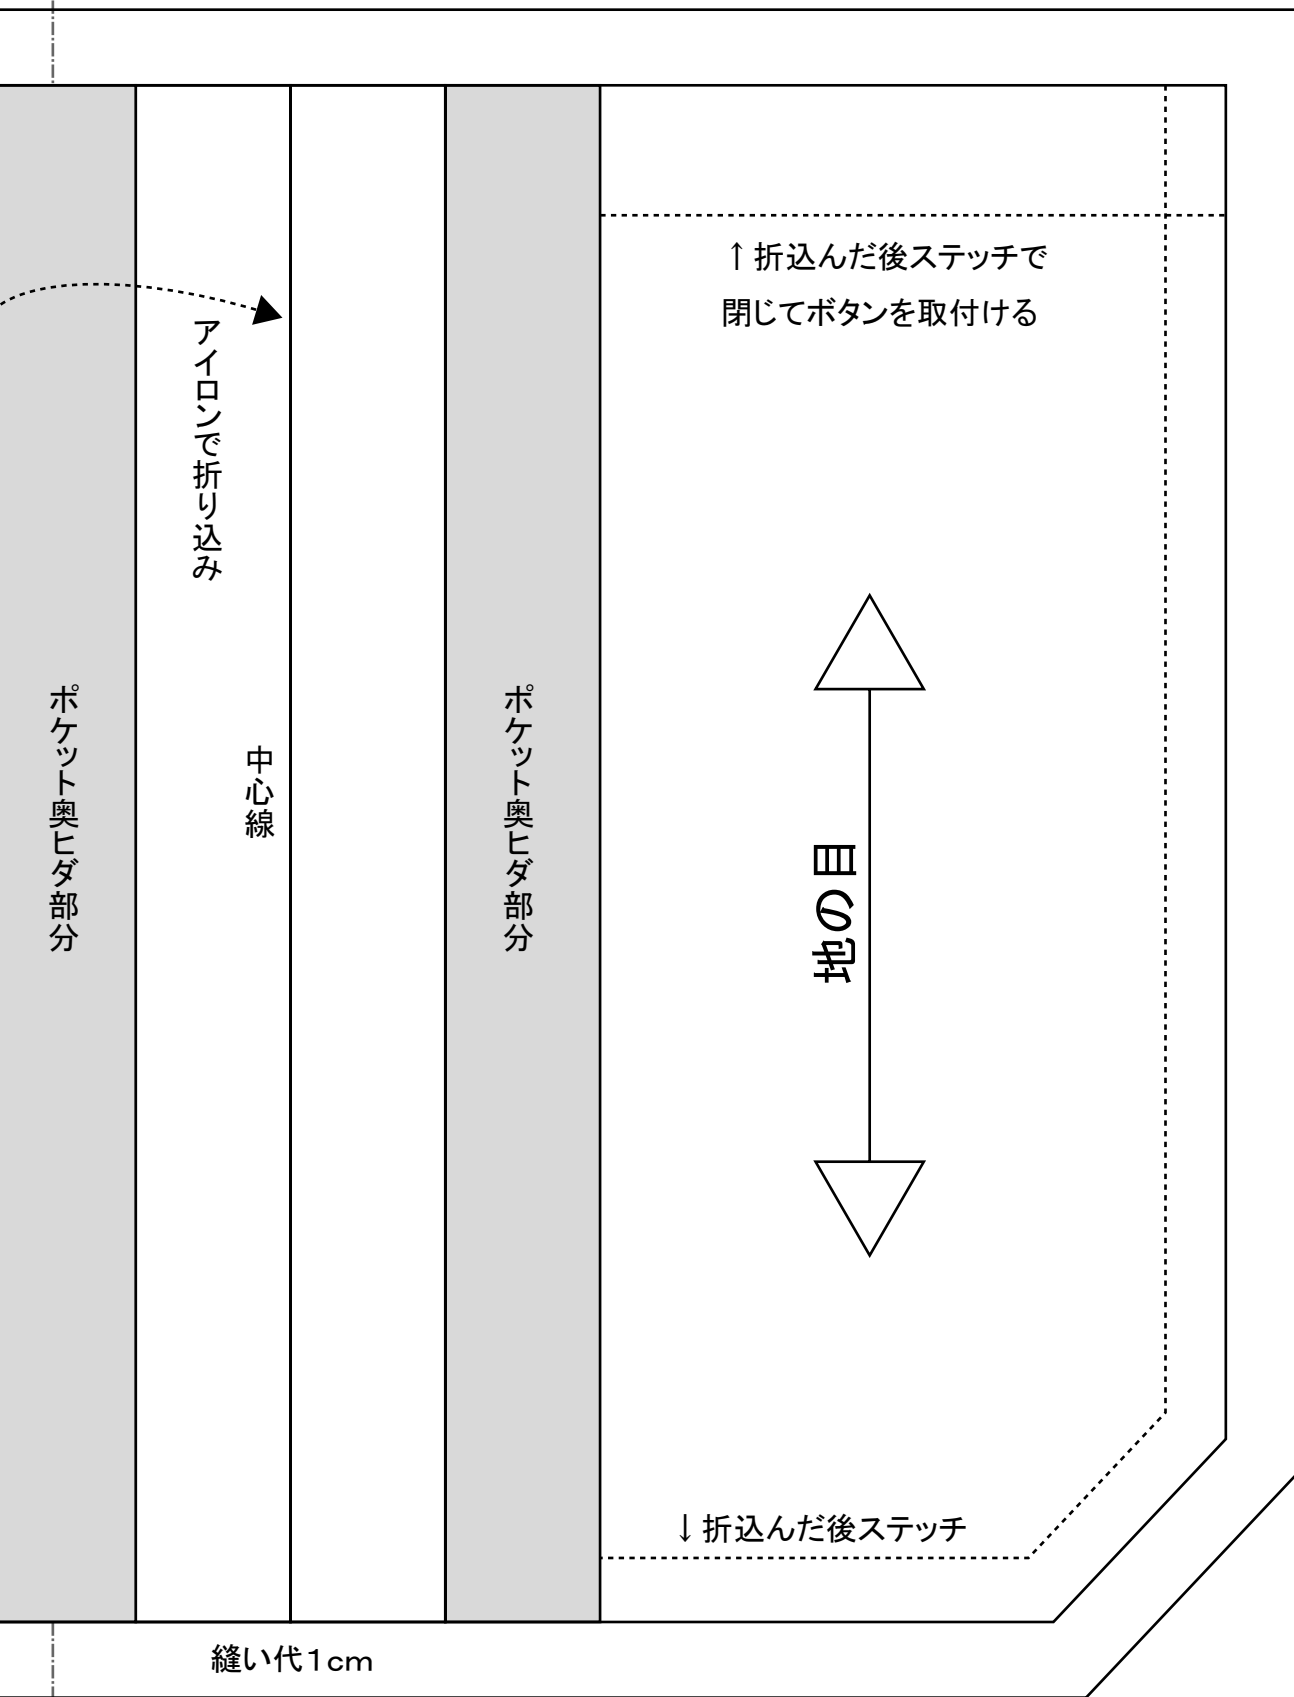 ↑折込んだ後ステッチで
閉じてボタンを取付ける
アイロンで折り込み
ポケット奥ヒダ部分
中心線
ポケット奥ヒダ部分
地の目
↓折込んだ後ステッチ
縫い代1cm